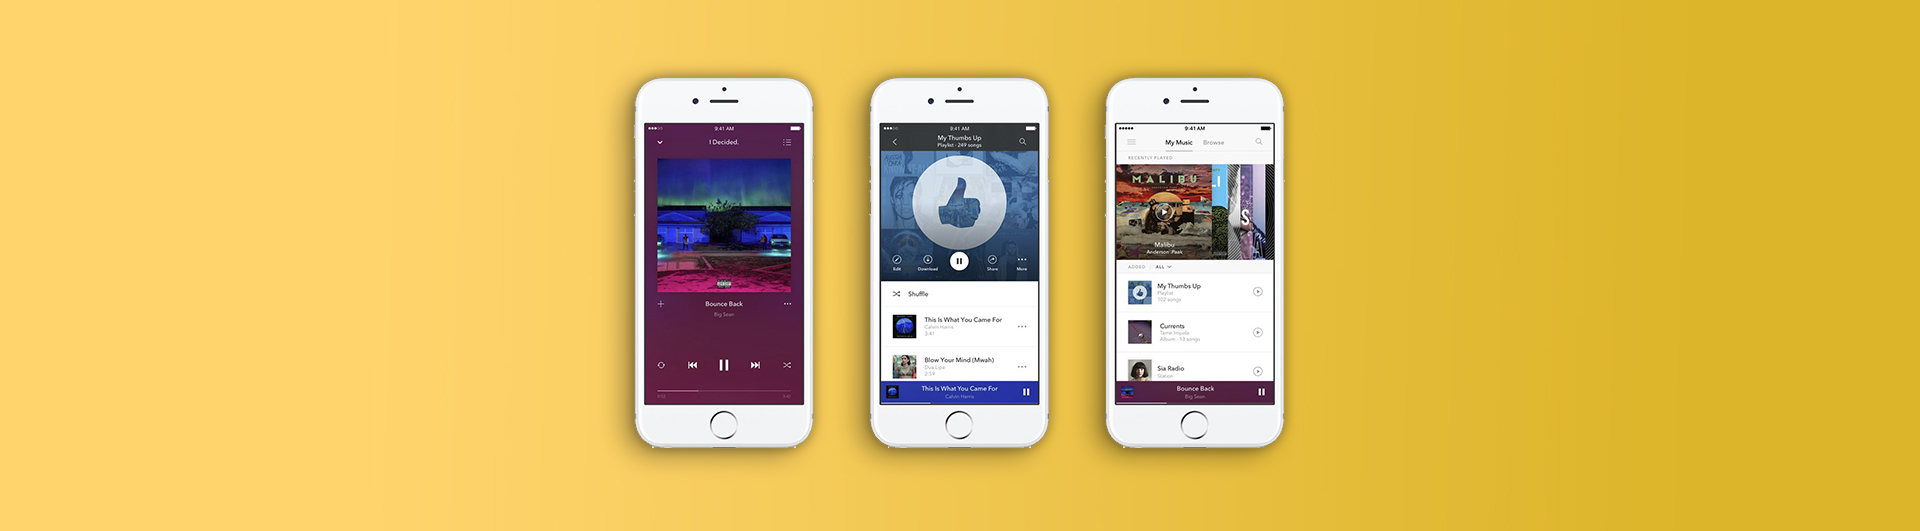 9:41 AM
I Decided.
Bounce Back
Big Sean
9:41 AM
My Thumbs Up
Playlist - 249 songs
Edit
Download
Share
More
Shuffle
This Is What You Came For
Calvin Harris
3:41
Blow Your Mind (Mwah)
Dua Lipa
2:59
This Is What You Came For
Calvin Harris
9:41 AM
My Music Browse
RECENTLY PLAYED
MALIBU
Malibu
Anderson .Paak
ADDED ALL
My Thumbs Up
Playlist
102 songs
Currents
Tame Impala
Album - 13 songs
Sia Radio
Station
Bounce Back
Big Sean